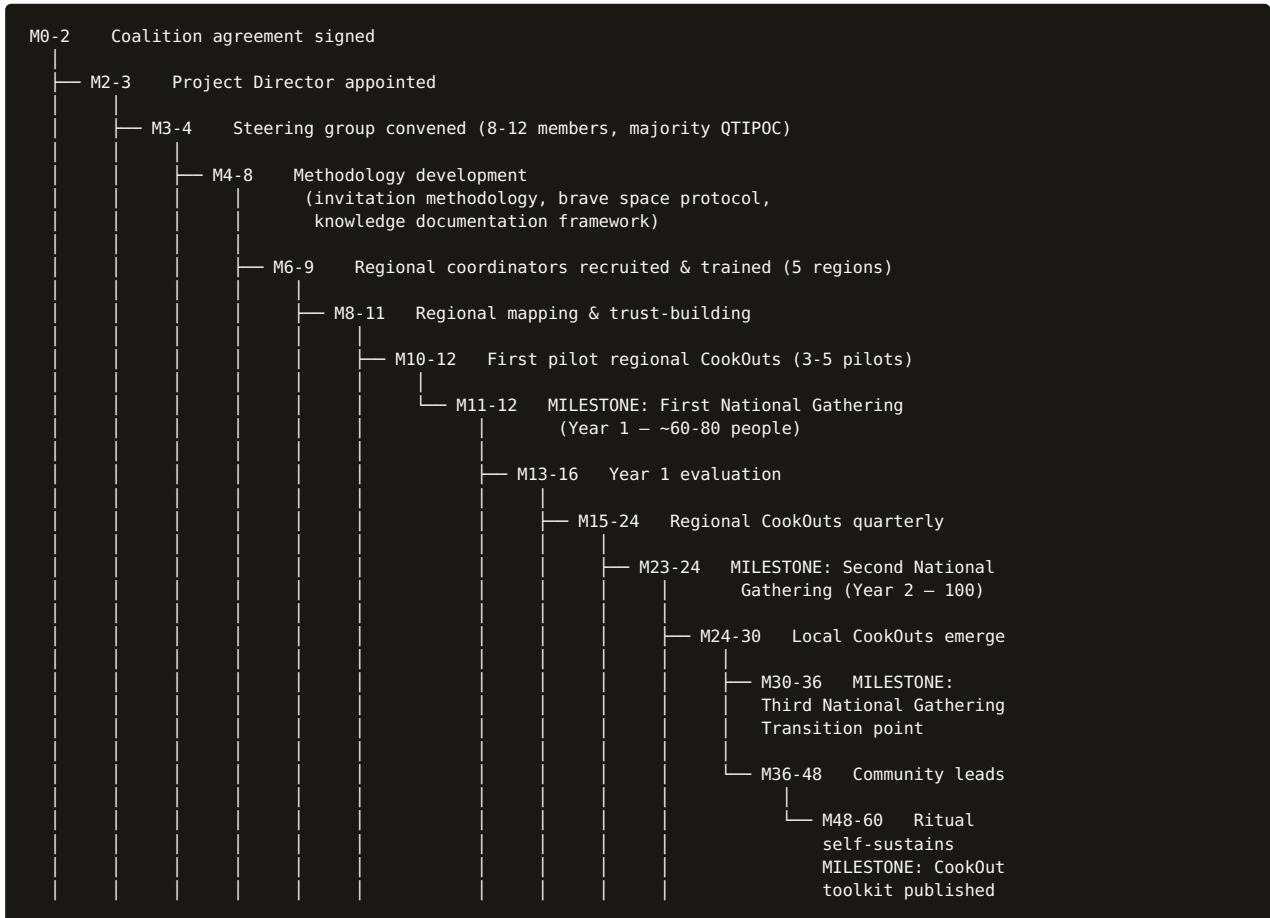 M0-2 Coalition agreement signed
M2-3 Project Director appointed
M3-4 Steering group convened (8-12 members, majority QTIPOC)
M4-8 Methodology development
(invitation methodology, brave space protocol,
knowledge documentation framework)
M6-9 Regional coordinators recruited & trained (5 regions)
M8-11 Regional mapping & trust-building
M10-12 First pilot regional CookOuts (3-5 pilots)
M11-12 MILESTONE: First National Gathering
(Year 1 — ~60-80 people)
M13-16 Year 1 evaluation
M15-24 Regional CookOuts quarterly
M23-24 MILESTONE: Second National
Gathering (Year 2 — 100)
M24-30 Local CookOuts emerge
M30-36 MILESTONE:
Third National Gathering
Transition point
M36-48 Community leads
M48-60 Ritual
self-sustains
MILESTONE: CookOut
toolkit published